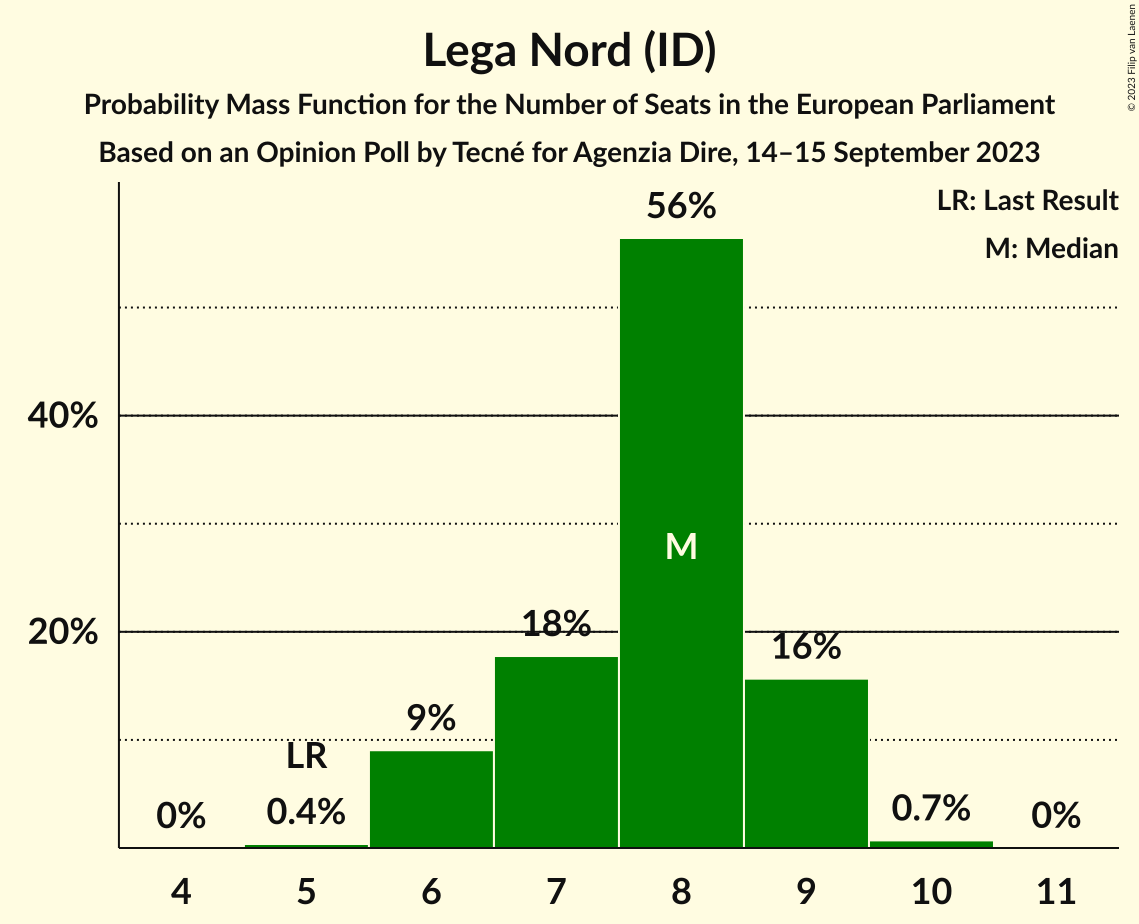 Lega Nord (ID)
Probability Mass Function for the Number of Seats in the European Parliament
Based on an Opinion Poll by Tecné for Agenzia Dire, 14–15 September 2023
© 2023 Filip van Laenen
LR: Last Result
M: Median
56%
40%
M
20%
18%
16%
9%
LR
0%
0.4%
0.7%
0%
4 5 6 7 8 9 10 11